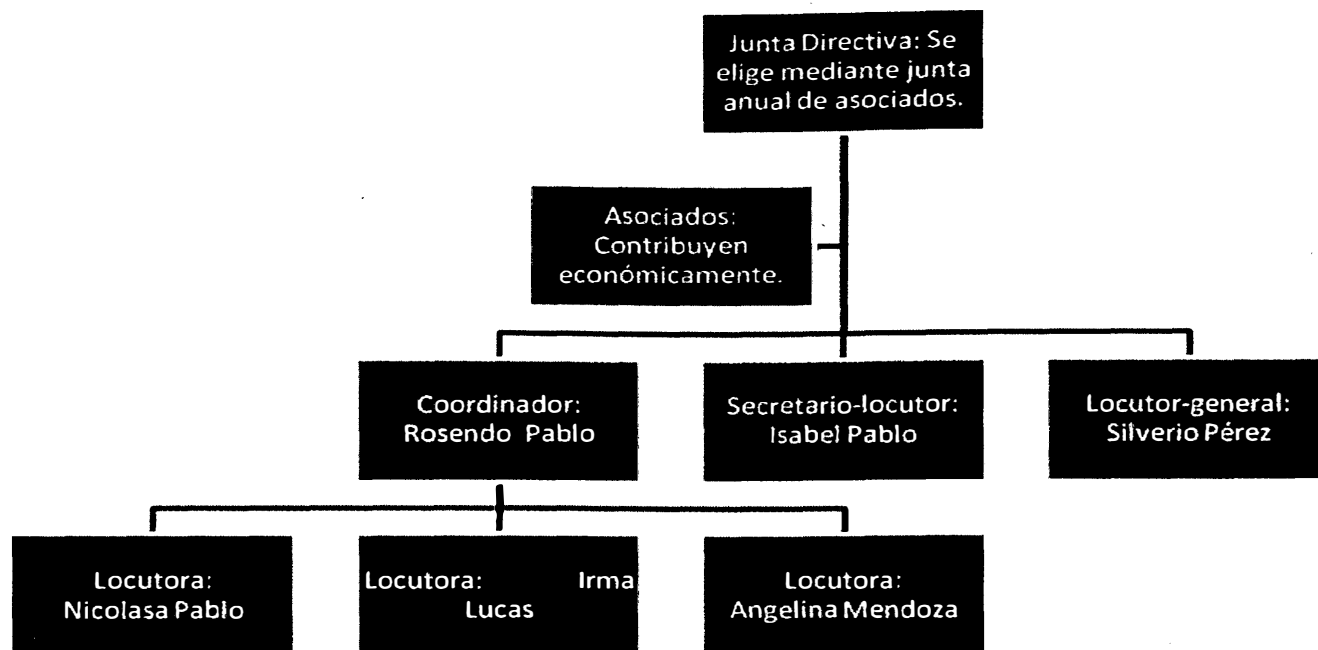 Junta Directiva: Se
elige mediante junta
anual de asociados.
Asociados:
Contribuyen
económicamente.
Coordinador:
Rosendo Pablo
Secretario-locutor:
Isabel Pablo
Locutor-general:
Silverio Pérez
Locutora:
Nicolasa Pablo
Locutora: Irma
Lucas
Locutora:
Angelina Mendoza